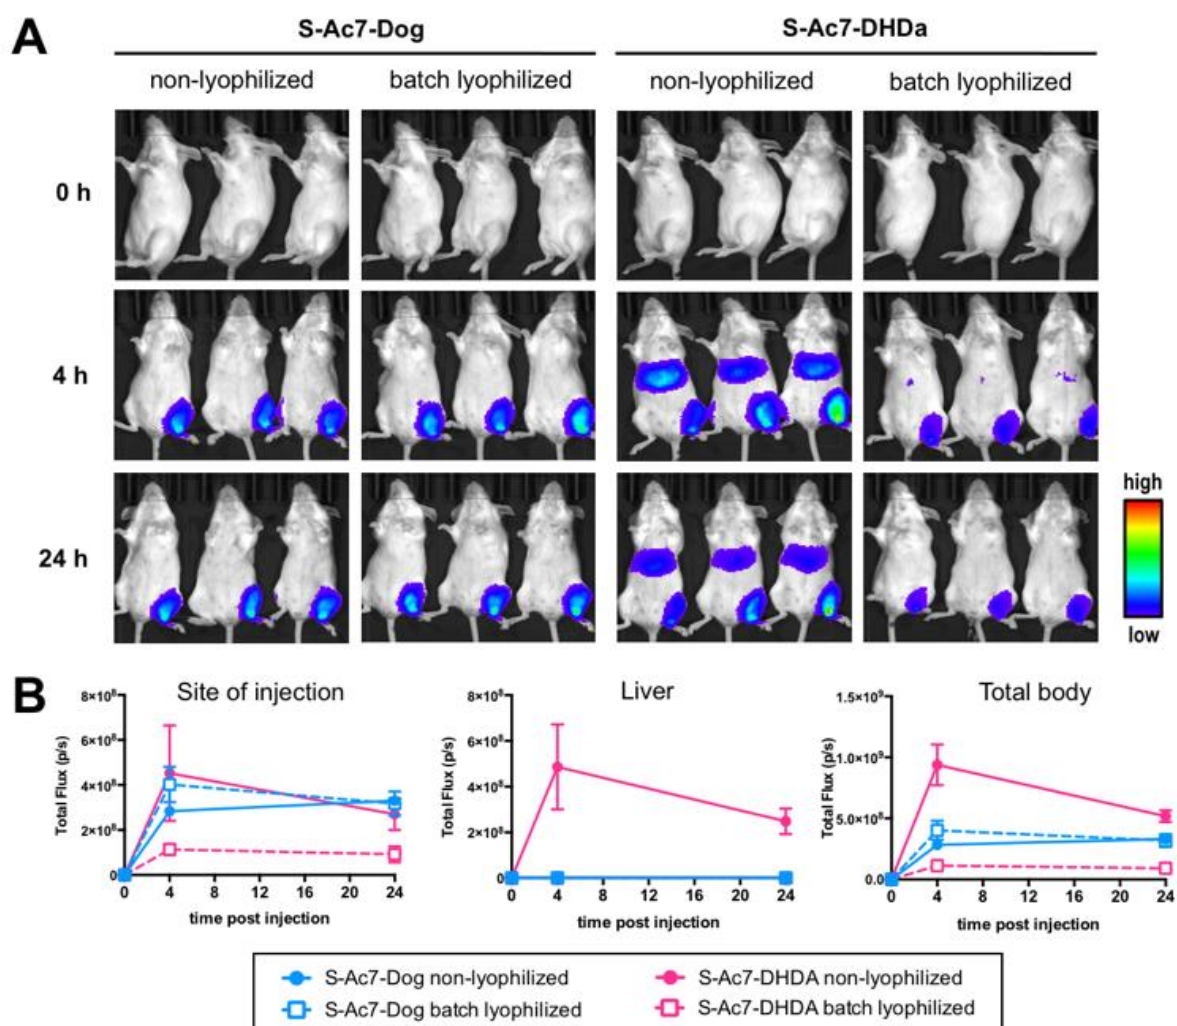 A
S-Ac7-Dog
S-Ac7-DHDa
non-lyophilized
batch lyophilized
non-lyophilized
batch lyophilized
0 h
4 h
24 h
high
low
B
Site of injection
Total Flux (p/s)
8×10⁸
6×10⁸
4×10⁸
2×10⁸
0
0 4 8 12 16 20 24
time post injection
Liver
Total Flux (p/s)
8×10⁸
6×10⁸
4×10⁸
2×10⁸
0
0 4 8 12 16 20 24
time post injection
Total body
Total Flux (p/s)
1.5×10⁹
1.0×10⁹
5.0×10⁸
0.0
0 4 8 12 16 20 24
time post injection
S-Ac7-Dog non-lyophilized
S-Ac7-DHDA non-lyophilized
S-Ac7-Dog batch lyophilized
S-Ac7-DHDA batch lyophilized